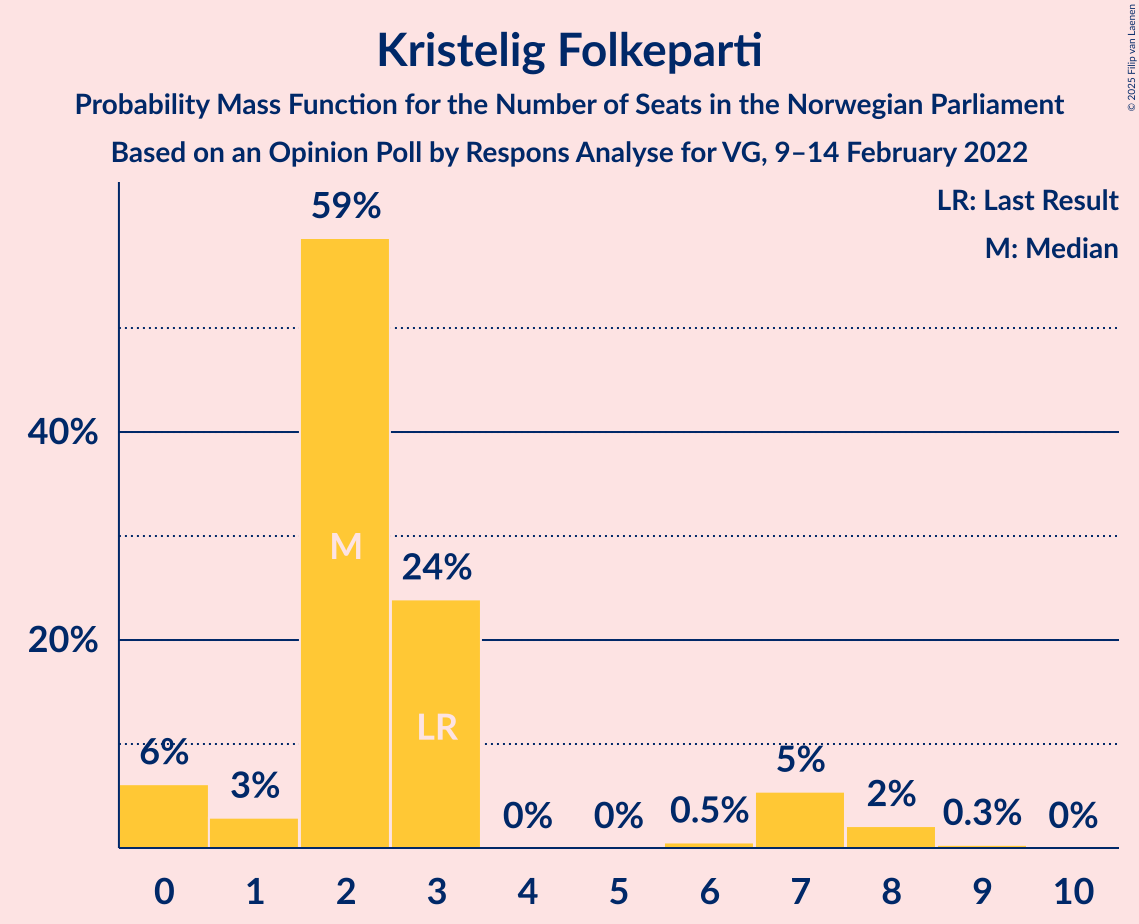 Kristelig Folkeparti
Probability Mass Function for the Number of Seats in the Norwegian Parliament
Based on an Opinion Poll by Respons Analyse for VG, 9–14 February 2022
© 2025 Filip van Laenen
LR: Last Result
M: Median
59%
40%
M
24%
20%
LR
6%
3%
0%
0%
0.5%
5%
2%
0.3%
0%
0 1 2 3 4 5 6 7 8 9 10